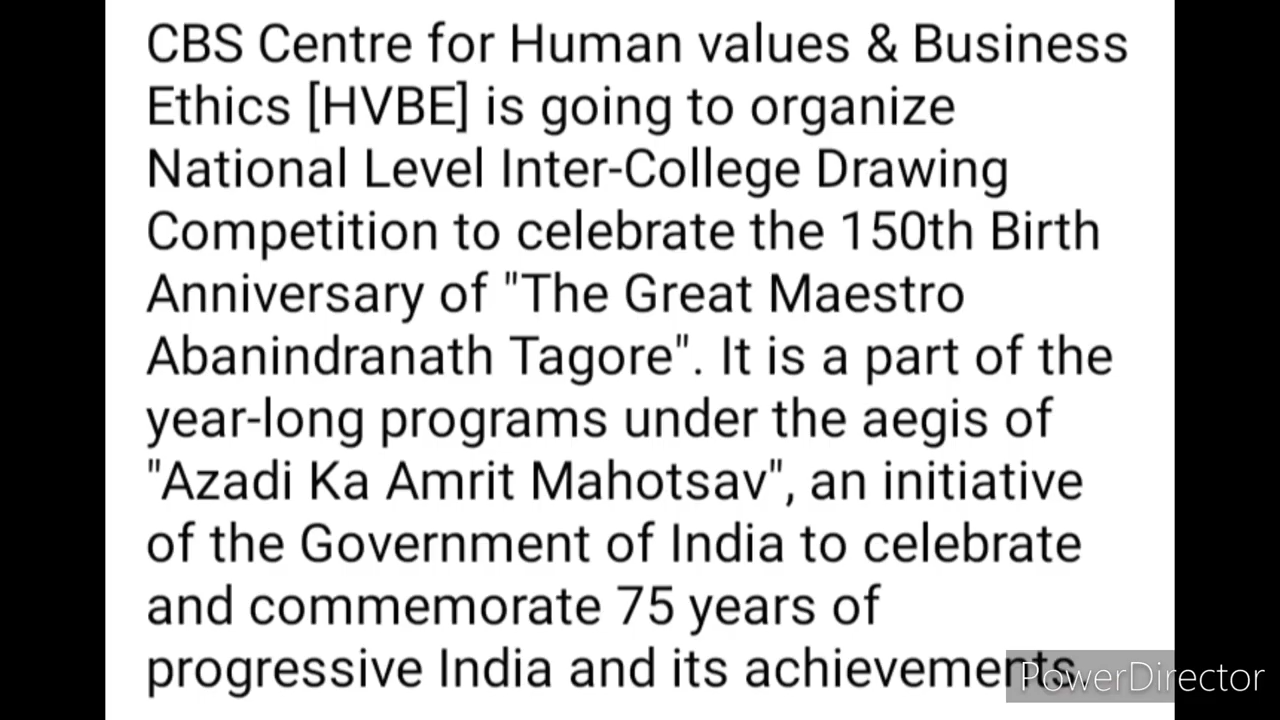 CBS Centre for Human values & Business
Ethics [HVBE] is going to organize
National Level Inter-College Drawing
Competition to celebrate the 150th Birth
Anniversary of "The Great Maestro
Abanindranath Tagore". It is a part of the
year-long programs under the aegis of
"Azadi Ka Amrit Mahotsav", an initiative
of the Government of India to celebrate
and commemorate 75 years of
progressive India and its achievements
PowerDirector